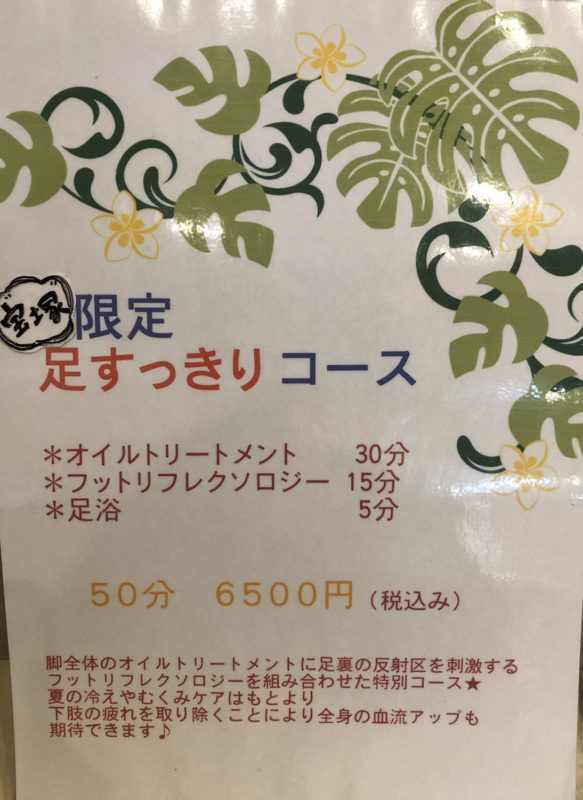 宝塚限定
足すっきりコース
＊オイルトリートメント 30分
＊フットリフレクソロジー 15分
＊足浴 5分
50分 6500円（税込み）
脚全体のオイルトリートメントに足裏の反射区を刺激する
フットリフレクソロジーを組み合わせた特別コース★
夏の冷えやむくみケアはもとより
下肢の疲れを取り除くことにより全身の血流アップも
期待できます♪